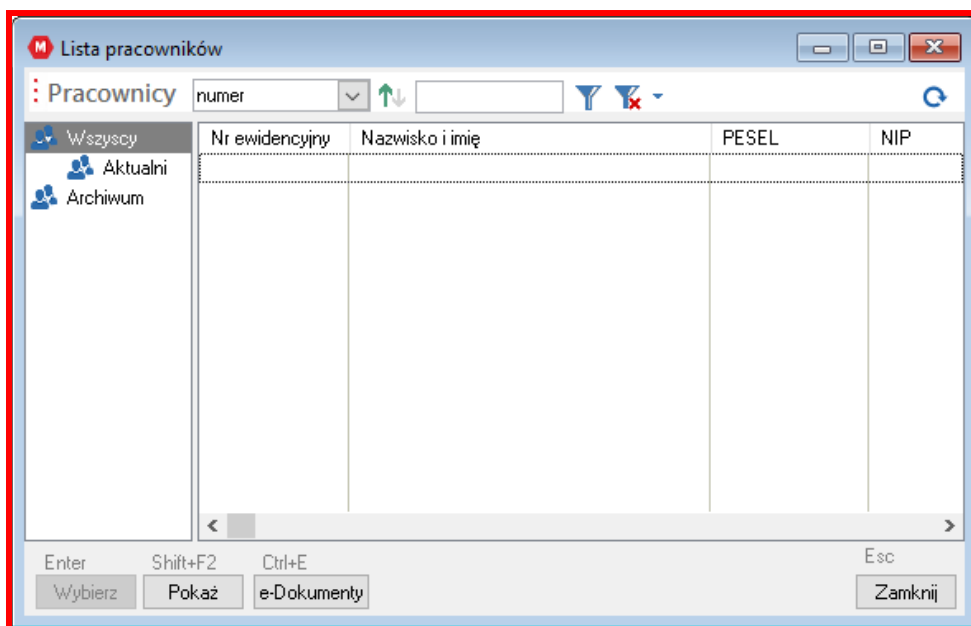 M Lista pracowników
Pracownicy numer
Wszyscy
Aktualni
Archiwum
Nr ewidencyjny Nazwisko i imię PESEL NIP
Enter Shift+F2 Ctrl+E Esc
Wybierz Pokaż e-Dokumenty Zamknij